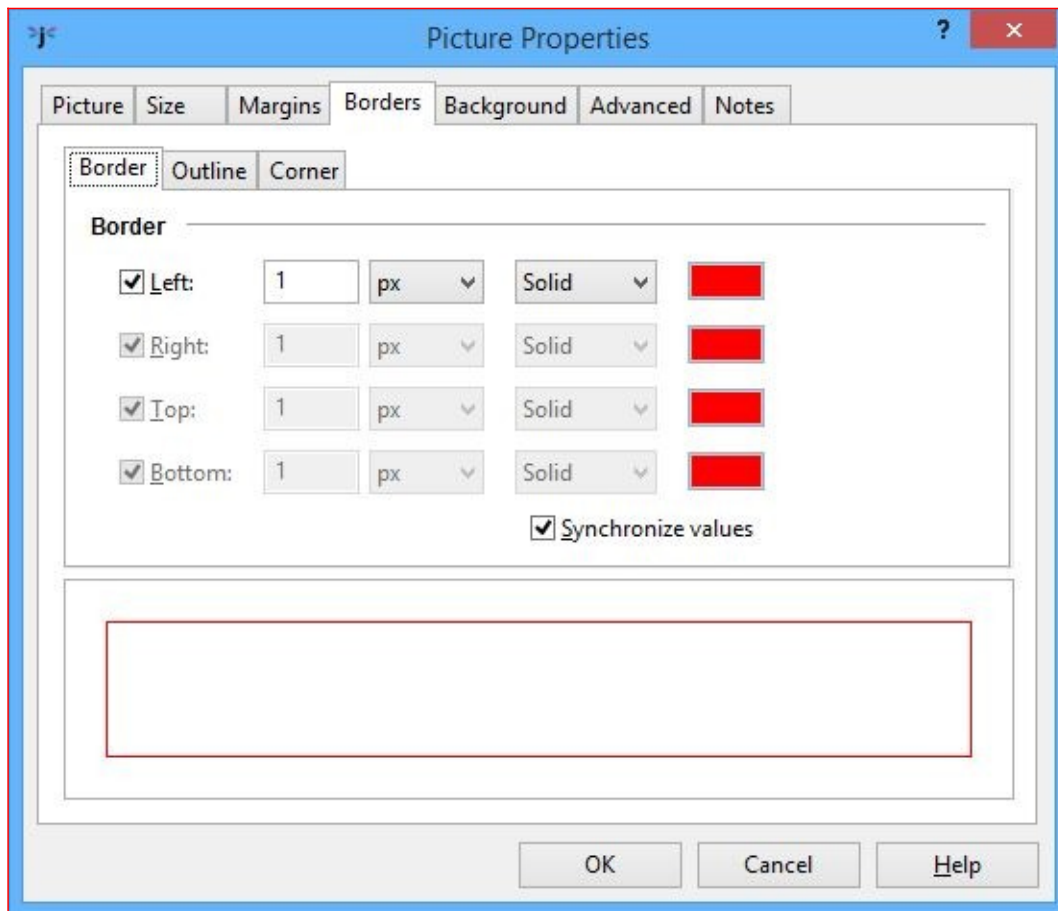 Picture Properties ?
Picture Size Margins Borders Background Advanced Notes
Border Outline Corner
Border
Left: 1 px Solid
Right: 1 px Solid
Top: 1 px Solid
Bottom: 1 px Solid
Synchronize values
OK Cancel Help